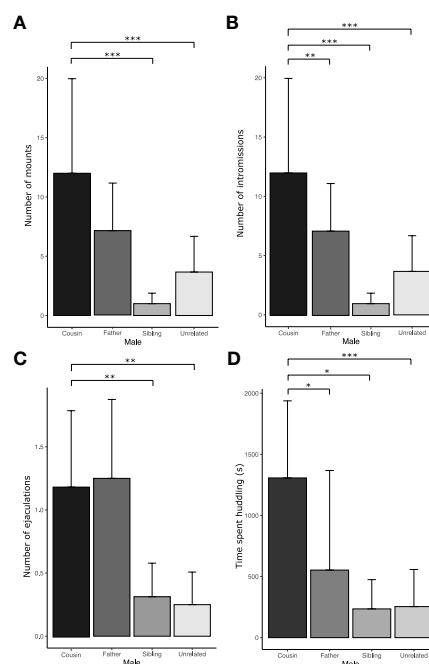 A
***
***
Number of mounts
20
15
10
5
0
Cousin Father Sibling Unrelated
Male
B
***
***
**
Number of intromissions
20
15
10
5
0
Cousin Father Sibling Unrelated
Male
C
**
**
Number of ejaculations
1.5
1.0
0.5
0.0
Cousin Father Sibling Unrelated
Male
D
***
*
*
Time spent huddling (s)
2000
1500
1000
500
0
Cousin Father Sibling Unrelated
Male